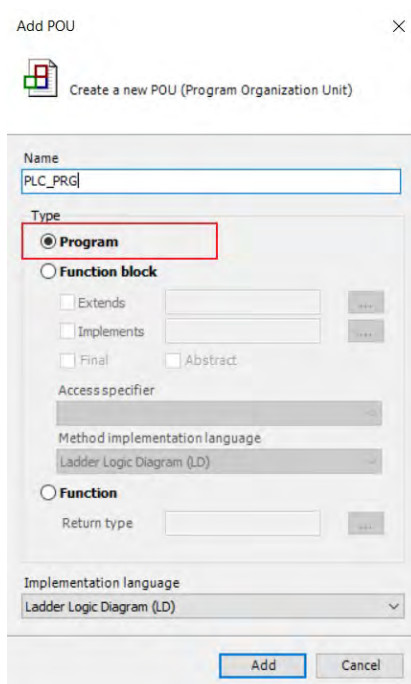 Add POU
Create a new POU (Program Organization Unit)
Name
PLC_PRG
Type
Program
Function block
Extends
...
Implements
...
Final Abstract
Access specifier
Method implementation language
Ladder Logic Diagram (LD)
Function
Return type
...
Implementation language
Ladder Logic Diagram (LD)
Add Cancel